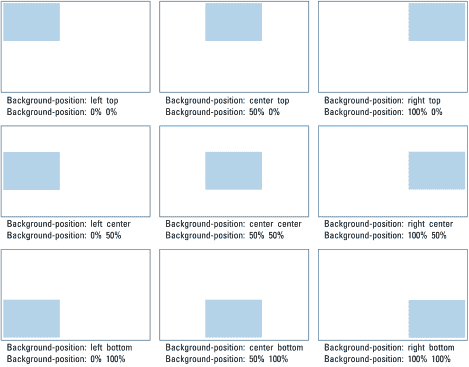 Background-position: left top
Background-position: 0% 0%
Background-position: center top
Background-position: 50% 0%
Background-position: right top
Background-position: 100% 0%
Background-position: left center
Background-position: 0% 50%
Background-position: center center
Background-position: 50% 50%
Background-position: right center
Background-position: 100% 50%
Background-position: left bottom
Background-position: 0% 100%
Background-position: center bottom
Background-position: 50% 100%
Background-position: right bottom
Background-position: 100% 100%